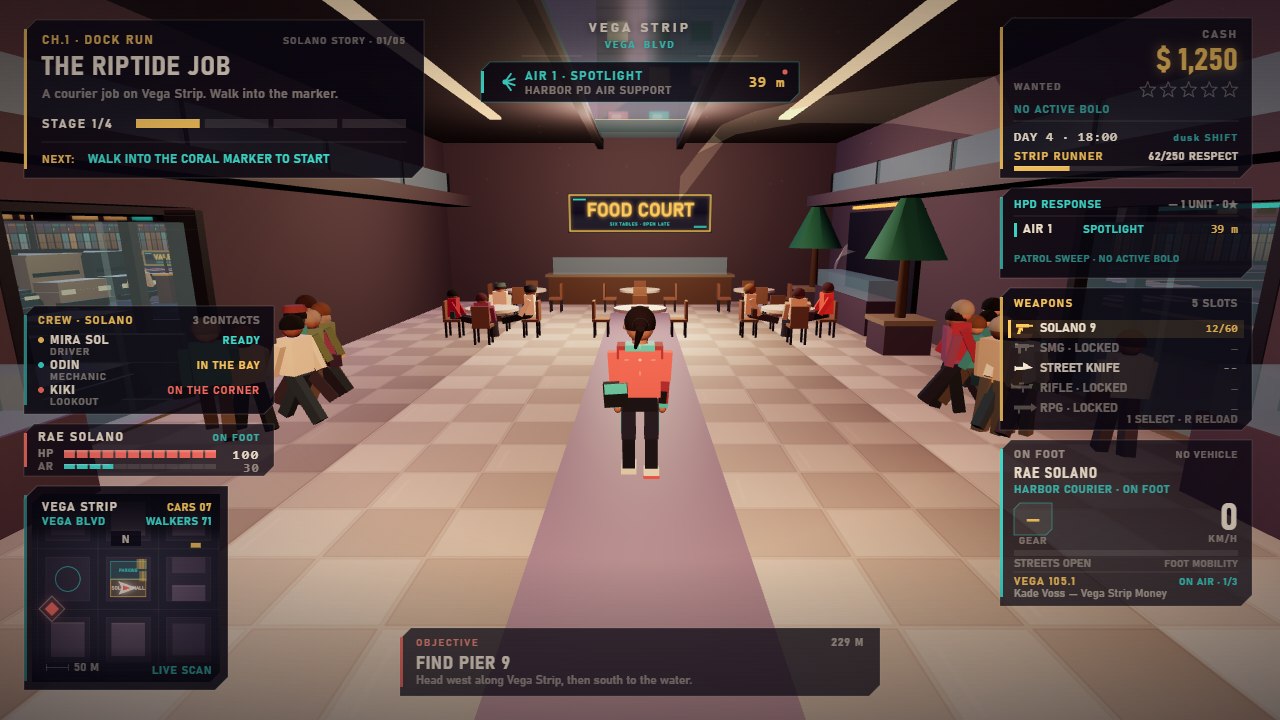 CH.1 · DOCK RUN
SOLANO STORY · 01/05
THE RIPTIDE JOB
A courier job on Vega Strip. Walk into the marker.
STAGE 1/4
NEXT: WALK INTO THE CORAL MARKER TO START
VEGA STRIP
VEGA BLVD
AIR 1 · SPOTLIGHT
HARBOR PD AIR SUPPORT
39 m
CASH
$ 1,250
WANTED
NO ACTIVE BOLO
DAY 4 · 18:00
dusk SHIFT
STRIP RUNNER
62/250 RESPECT
HPD RESPONSE
— 1 UNIT · 0★
AIR 1 SPOTLIGHT 39 m
PATROL SWEEP · NO ACTIVE BOLO
FOOD COURT
SIX TABLES · OPEN LATE
WEAPONS
5 SLOTS
SOLANO 9 12/60
SMG · LOCKED —
STREET KNIFE --
RIFLE · LOCKED —
RPG · LOCKED —
1 SELECT · R RELOAD
CREW · SOLANO
3 CONTACTS
MIRA SOL READY
DRIVER
ODIN IN THE BAY
MECHANIC
KIKI ON THE CORNER
LOOKOUT
RAE SOLANO
ON FOOT
HP 100
AR 30
VEGA STRIP
CARS 07
VEGA BLVD
WALKERS 71
N
PARKING
50 M
LIVE SCAN
ON FOOT
NO VEHICLE
RAE SOLANO
HARBOR COURIER · ON FOOT
—
GEAR
0
KM/H
STREETS OPEN
FOOT MOBILITY
VEGA 105.1
ON AIR · 1/3
Kade Voss — Vega Strip Money
OBJECTIVE
229 M
FIND PIER 9
Head west along Vega Strip, then south to the water.